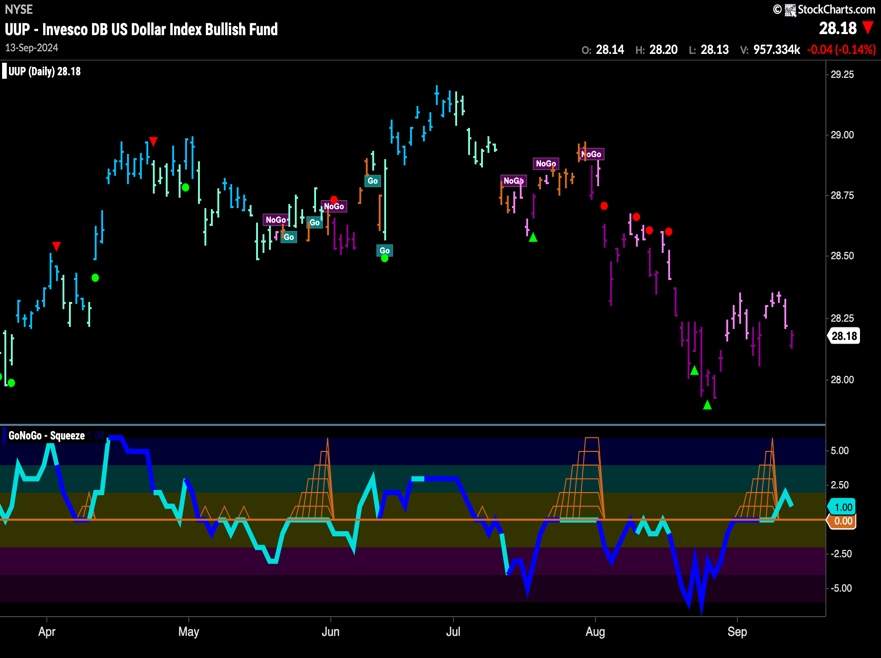 NYSE
© StockCharts.com
UUP - Invesco DB US Dollar Index Bullish Fund
28.18
13-Sep-2024
O: 28.14 H: 28.20 L: 28.13 V: 957.334k -0.04 (-0.14%)
UUP (Daily) 28.18
29.25
29.00
NoGo
NoGo
Go
NoGo
28.75
NoGo
NoGo
Go
Go
Go
28.50
28.25
28.18
28.00
GoNoGo - Squeeze 1.00
5.00
2.50
1.00
0.00
-2.50
-5.00
Apr
May
Jun
Jul
Aug
Sep